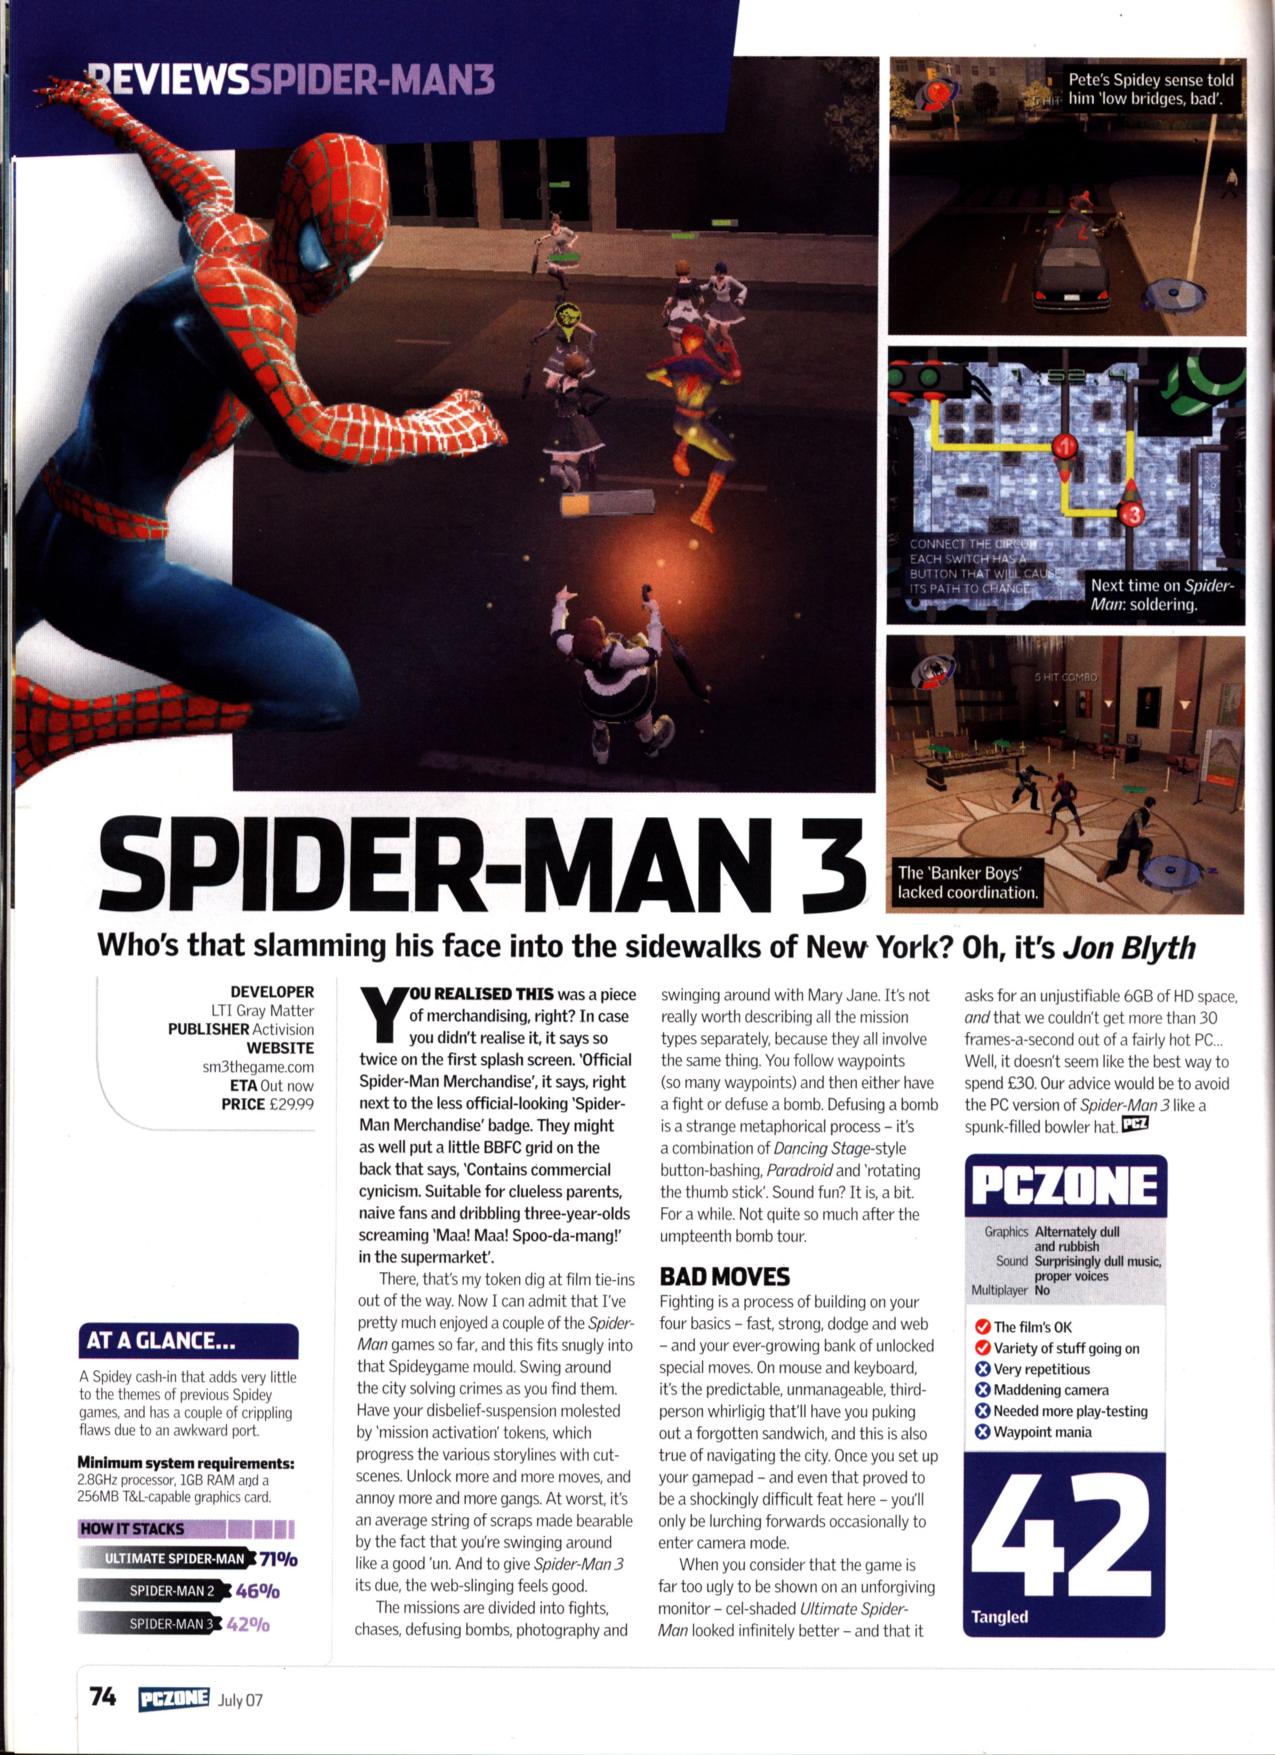 REVIEWSSPIDER-MAN3
Pete's Spidey sense told
him 'low bridges, bad'.
CONNECT THE CIRCUIT
EACH SWITCH HAS A
BUTTON THAT WILL CAUSE
ITS PATH TO CHANGE
1
3
Next time on Spider-
Man: soldering.
5 HIT COMBO
The 'Banker Boys'
lacked coordination.
SPIDER-MAN 3
Who's that slamming his face into the sidewalks of New York? Oh, it's Jon Blyth
DEVELOPER
LTI Gray Matter
PUBLISHER Activision
WEBSITE
sm3thegame.com
ETA Out now
PRICE £29.99
AT A GLANCE...
A Spidey cash-in that adds very little
to the themes of previous Spidey
games, and has a couple of crippling
flaws due to an awkward port.
Minimum system requirements:
2.8GHz processor, 1GB RAM and a
256MB T&L-capable graphics card.
HOW IT STACKS
ULTIMATE SPIDER-MAN 71%
SPIDER-MAN 2 46%
SPIDER-MAN 3 42%
YOU REALISED THIS was a piece
of merchandising, right? In case
you didn't realise it, it says so
twice on the first splash screen. 'Official
Spider-Man Merchandise', it says, right
next to the less official-looking 'Spider-
Man Merchandise' badge. They might
as well put a little BBFC grid on the
back that says, 'Contains commercial
cynicism. Suitable for clueless parents,
naive fans and dribbling three-year-olds
screaming 'Maa! Maa! Spoo-da-mang!'
in the supermarket'.
There, that's my token dig at film tie-ins
out of the way. Now I can admit that I've
pretty much enjoyed a couple of the Spider-
Man games so far, and this fits snugly into
that Spideygame mould. Swing around
the city solving crimes as you find them.
Have your disbelief-suspension molested
by 'mission activation' tokens, which
progress the various storylines with cut-
scenes. Unlock more and more moves, and
annoy more and more gangs. At worst, it's
an average string of scraps made bearable
by the fact that you're swinging around
like a good 'un. And to give Spider-Man 3
its due, the web-slinging feels good.
The missions are divided into fights,
chases, defusing bombs, photography and
swinging around with Mary Jane. It's not
really worth describing all the mission
types separately, because they all involve
the same thing. You follow waypoints
(so many waypoints) and then either have
a fight or defuse a bomb. Defusing a bomb
is a strange metaphorical process – it's
a combination of Dancing Stage-style
button-bashing, Paradroid and 'rotating
the thumb stick'. Sound fun? It is, a bit.
For a while. Not quite so much after the
umpteenth bomb tour.
BAD MOVES
Fighting is a process of building on your
four basics – fast, strong, dodge and web
– and your ever-growing bank of unlocked
special moves. On mouse and keyboard,
it's the predictable, unmanageable, third-
person whirligig that'll have you puking
out a forgotten sandwich, and this is also
true of navigating the city. Once you set up
your gamepad – and even that proved to
be a shockingly difficult feat here – you'll
only be lurching forwards occasionally to
enter camera mode.
When you consider that the game is
far too ugly to be shown on an unforgiving
monitor – cel-shaded Ultimate Spider-
Man looked infinitely better – and that it
asks for an unjustifiable 6GB of HD space,
and that we couldn't get more than 30
frames-a-second out of a fairly hot PC...
Well, it doesn't seem like the best way to
spend £30. Our advice would be to avoid
the PC version of Spider-Man 3 like a
spunk-filled bowler hat. PCZ
PCZONE
Graphics Alternately dull
and rubbish
Sound Surprisingly dull music,
proper voices
Multiplayer No
The film's OK
Variety of stuff going on
Very repetitious
Maddening camera
Needed more play-testing
Waypoint mania
42
Tangled
74 PCZONE July 07